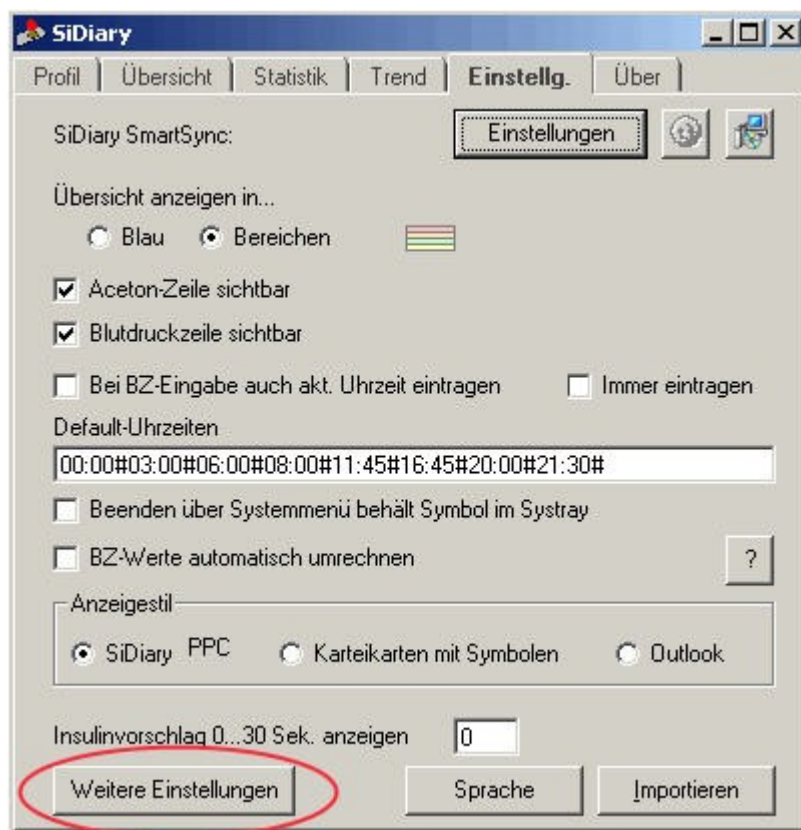 SiDiary
Profil Übersicht Statistik Trend Einstellg. Über
SiDiary SmartSync: Einstellungen
Übersicht anzeigen in...
Blau Bereichen
Aceton-Zeile sichtbar
Blutdruckzeile sichtbar
Bei BZ-Eingabe auch akt. Uhrzeit eintragen Immer eintragen
Default-Uhrzeiten
00:00#03:00#06:00#08:00#11:45#16:45#20:00#21:30#
Beenden über Systemmenü behält Symbol im Systray
BZ-Werte automatisch umrechnen ?
Anzeigestil
SiDiary PPC Karteikarten mit Symbolen Outlook
Insulinvorschlag 0...30 Sek. anzeigen 0
Weitere Einstellungen Sprache Importieren